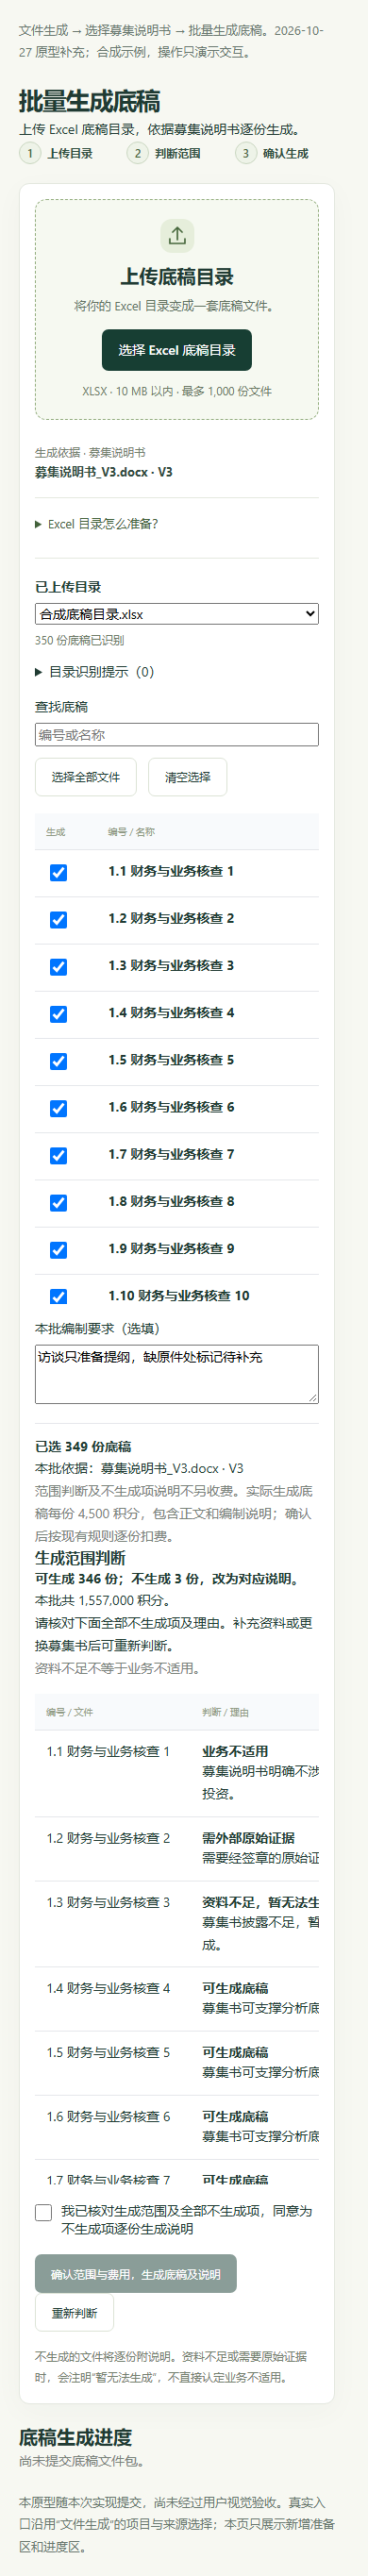 文件生成 → 选择募集说明书 → 批量生成底稿。2026-10-
27 原型补充；合成示例，操作只演示交互。
批量生成底稿
上传 Excel 底稿目录，依据募集说明书逐份生成。
1 上传目录 2 判断范围 3 确认生成
上传底稿目录
将你的 Excel 目录变成一套底稿文件。
选择 Excel 底稿目录
XLSX · 10 MB 以内 · 最多 1,000 份文件
生成依据 · 募集说明书
募集说明书_V3.docx · V3
Excel 目录怎么准备？
已上传目录
合成底稿目录.xlsx
350 份底稿已识别
目录识别提示（0）
查找底稿
编号或名称
选择全部文件 清空选择
生成 编号 / 名称
1.1 财务与业务核查 1
1.2 财务与业务核查 2
1.3 财务与业务核查 3
1.4 财务与业务核查 4
1.5 财务与业务核查 5
1.6 财务与业务核查 6
1.7 财务与业务核查 7
1.8 财务与业务核查 8
1.9 财务与业务核查 9
1.10 财务与业务核查 10
本批编制要求（选填）
访谈只准备提纲，缺原件处标记待补充
已选 349 份底稿
本批依据：募集说明书_V3.docx · V3
范围判断及不生成项说明不另收费。实际生成底
稿每份 4,500 积分，包含正文和编制说明；确认
后按现有规则逐份扣费。
生成范围判断
可生成 346 份；不生成 3 份，改为对应说明。
本批共 1,557,000 积分。
请核对下面全部不生成项及理由。补充资料或更
换募集书后可重新判断。
资料不足不等于业务不适用。
编号 / 文件 判断 / 理由
1.1 财务与业务核查 1 业务不适用
募集说明书明确不涉
投资。
1.2 财务与业务核查 2 需外部原始证据
需要经签章的原始证
1.3 财务与业务核查 3 资料不足，暂无法生
募集书披露不足，暂
成。
1.4 财务与业务核查 4 可生成底稿
募集书可支撑分析底
1.5 财务与业务核查 5 可生成底稿
募集书可支撑分析底
1.6 财务与业务核查 6 可生成底稿
募集书可支撑分析底
1.7 财务与业务核查 7 可生成底稿
我已核对生成范围及全部不生成项，同意为
不生成项逐份生成说明
确认范围与费用，生成底稿及说明
重新判断
不生成的文件将逐份附说明。资料不足或需要原始证据
时，会注明“暂无法生成”，不直接认定业务不适用。
底稿生成进度
尚未提交底稿文件包。
本原型随本次实现提交，尚未经过用户视觉验收。真实入
口沿用“文件生成”的项目与来源选择；本页只展示新增准备
区和进度区。